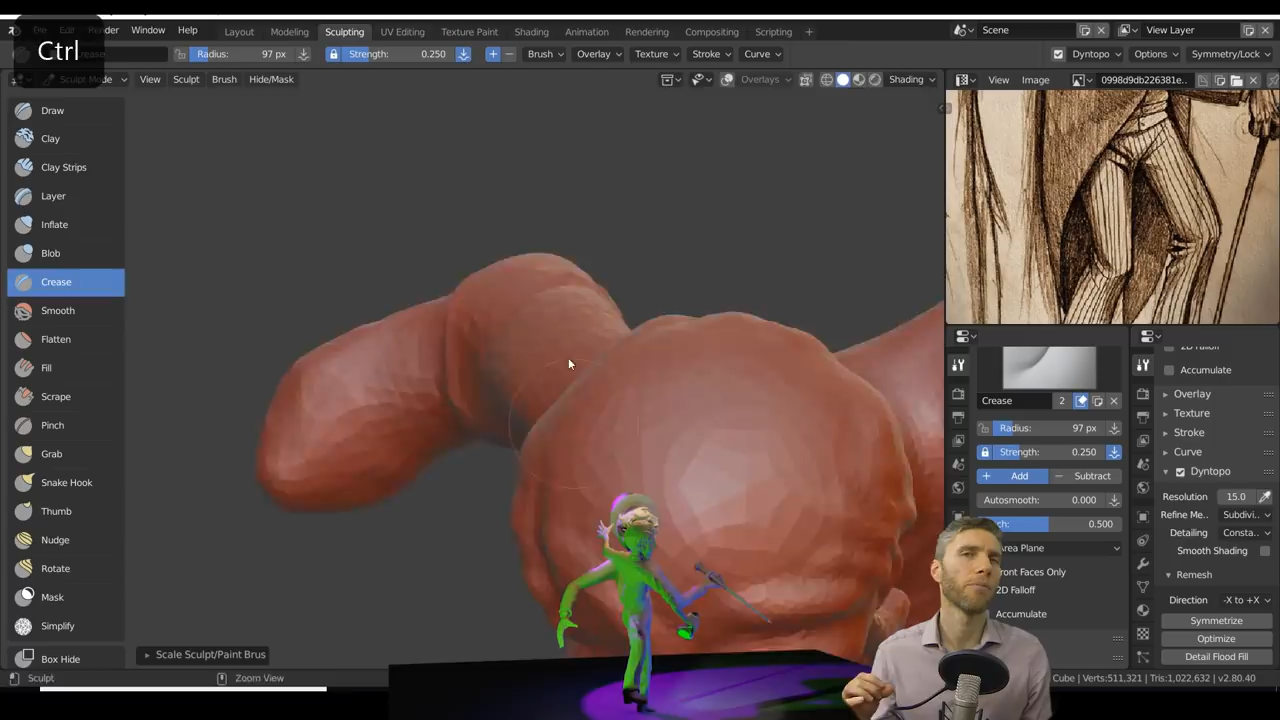 Ctrl
Render Window Help
Layout Modeling Sculpting UV Editing Texture Paint Shading Animation Rendering Compositing Scripting +
Scene
View Layer
Radius: 97 px
Strength: 0.250
Brush Overlay Texture Stroke Curve
Dyntopo Options Symmetry/Lock
Sculpt Mode View Sculpt Brush Hide/Mask
Overlays Shading
View Image 0998d9db226381e..
Draw
Clay
Clay Strips
Layer
Inflate
Blob
Crease
Smooth
Flatten
Fill
Scrape
Pinch
Grab
Snake Hook
Thumb
Nudge
Rotate
Mask
Simplify
Box Hide
Scale Sculpt/Paint Brus
Crease 2
Radius: 97 px
Strength: 0.250
Add Subtract
Autosmooth: 0.000
0.500
Area Plane
Front Faces Only
2D Falloff
Accumulate
2D Falloff
Accumulate
Overlay
Texture
Stroke
Curve
Dyntopo
Resolution 15.0
Refine Me.. Subdivi..
Detailing Consta..
Smooth Shading
Remesh
Direction -X to +X
Symmetrize
Optimize
Detail Flood Fill
Sculpt
Zoom View
Cube | Verts:511,321 | Tris:1,022,632 | v2.80.40